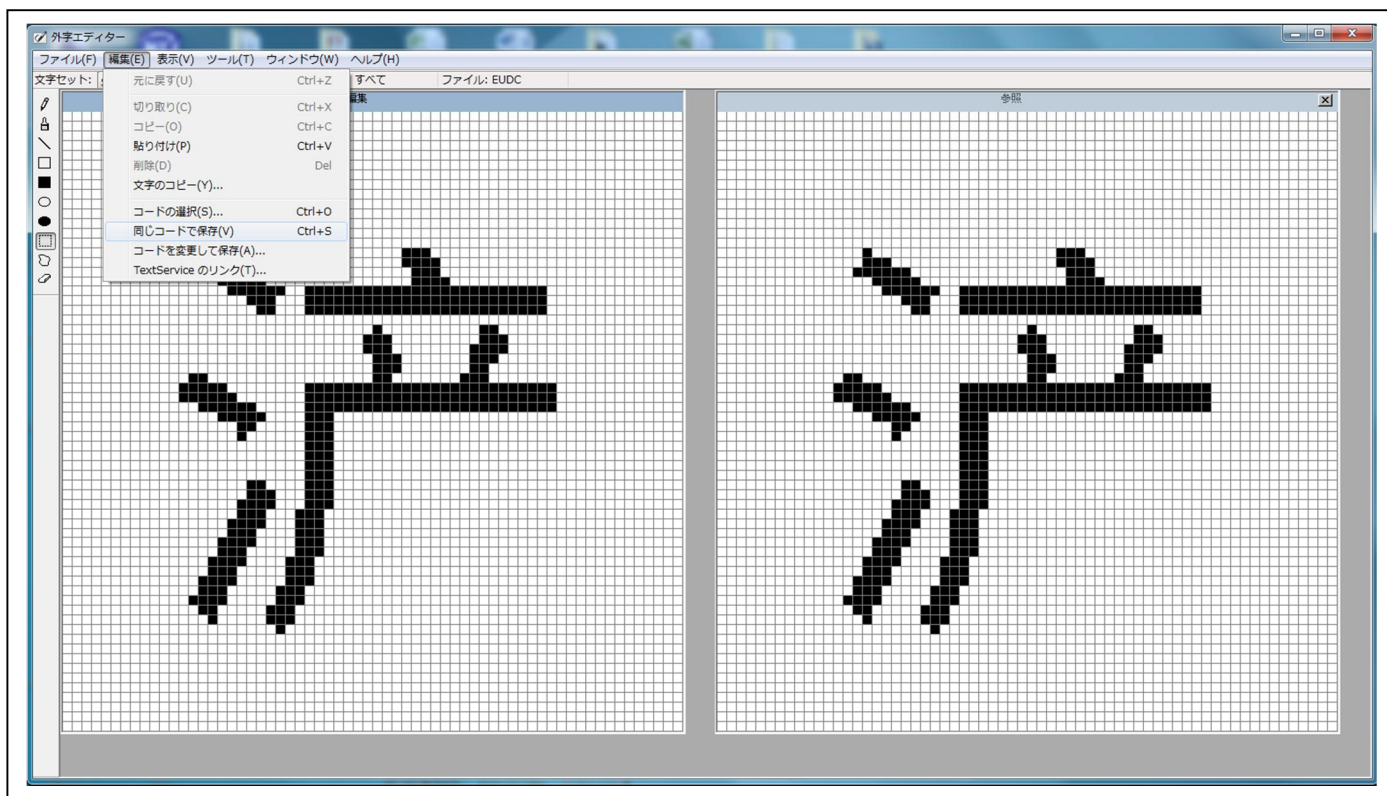 外字エディター
ファイル(F) 編集(E) 表示(V) ツール(T) ウィンドウ(W) ヘルプ(H)
文字セット: すべて ファイル: EUDC
編集 参照
元に戻す(U) Ctrl+Z
切り取り(C) Ctrl+X
コピー(O) Ctrl+C
貼り付け(P) Ctrl+V
削除(D) Del
文字のコピー(Y)...
コードの選択(S)... Ctrl+O
同じコードで保存(V) Ctrl+S
コードを変更して保存(A)...
TextService のリンク(T)...